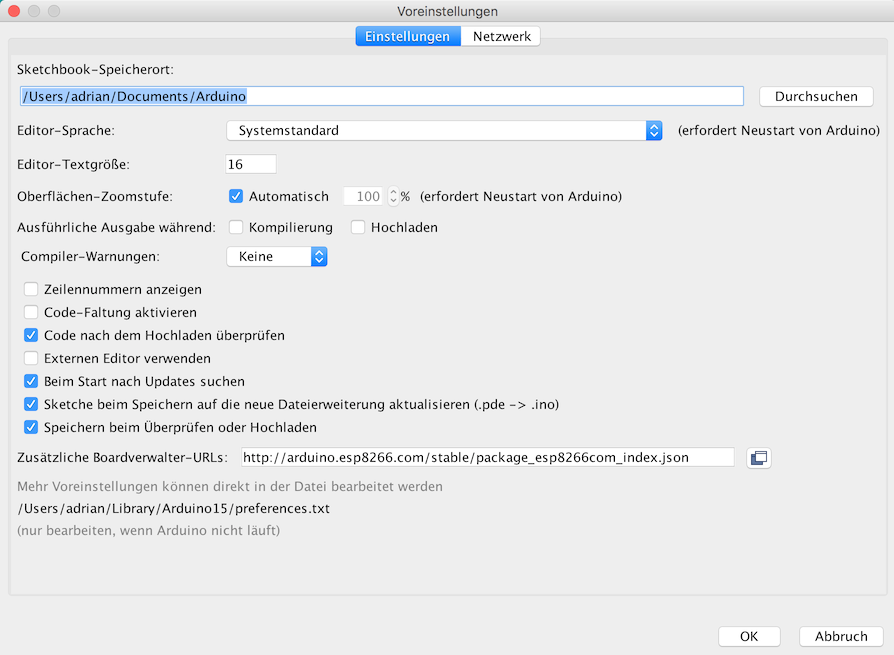 Voreinstellungen
Einstellungen Netzwerk
Sketchbook-Speicherort:
/Users/adrian/Documents/Arduino Durchsuchen
Editor-Sprache: Systemstandard (erfordert Neustart von Arduino)
Editor-Textgröße: 16
Oberflächen-Zoomstufe: Automatisch 100 % (erfordert Neustart von Arduino)
Ausführliche Ausgabe während: Kompilierung Hochladen
Compiler-Warnungen: Keine
Zeilennummern anzeigen
Code-Faltung aktivieren
Code nach dem Hochladen überprüfen
Externen Editor verwenden
Beim Start nach Updates suchen
Sketche beim Speichern auf die neue Dateierweiterung aktualisieren (.pde -> .ino)
Speichern beim Überprüfen oder Hochladen
Zusätzliche Boardverwalter-URLs: http://arduino.esp8266.com/stable/package_esp8266com_index.json
Mehr Voreinstellungen können direkt in der Datei bearbeitet werden
/Users/adrian/Library/Arduino15/preferences.txt
(nur bearbeiten, wenn Arduino nicht läuft)
OK Abbruch